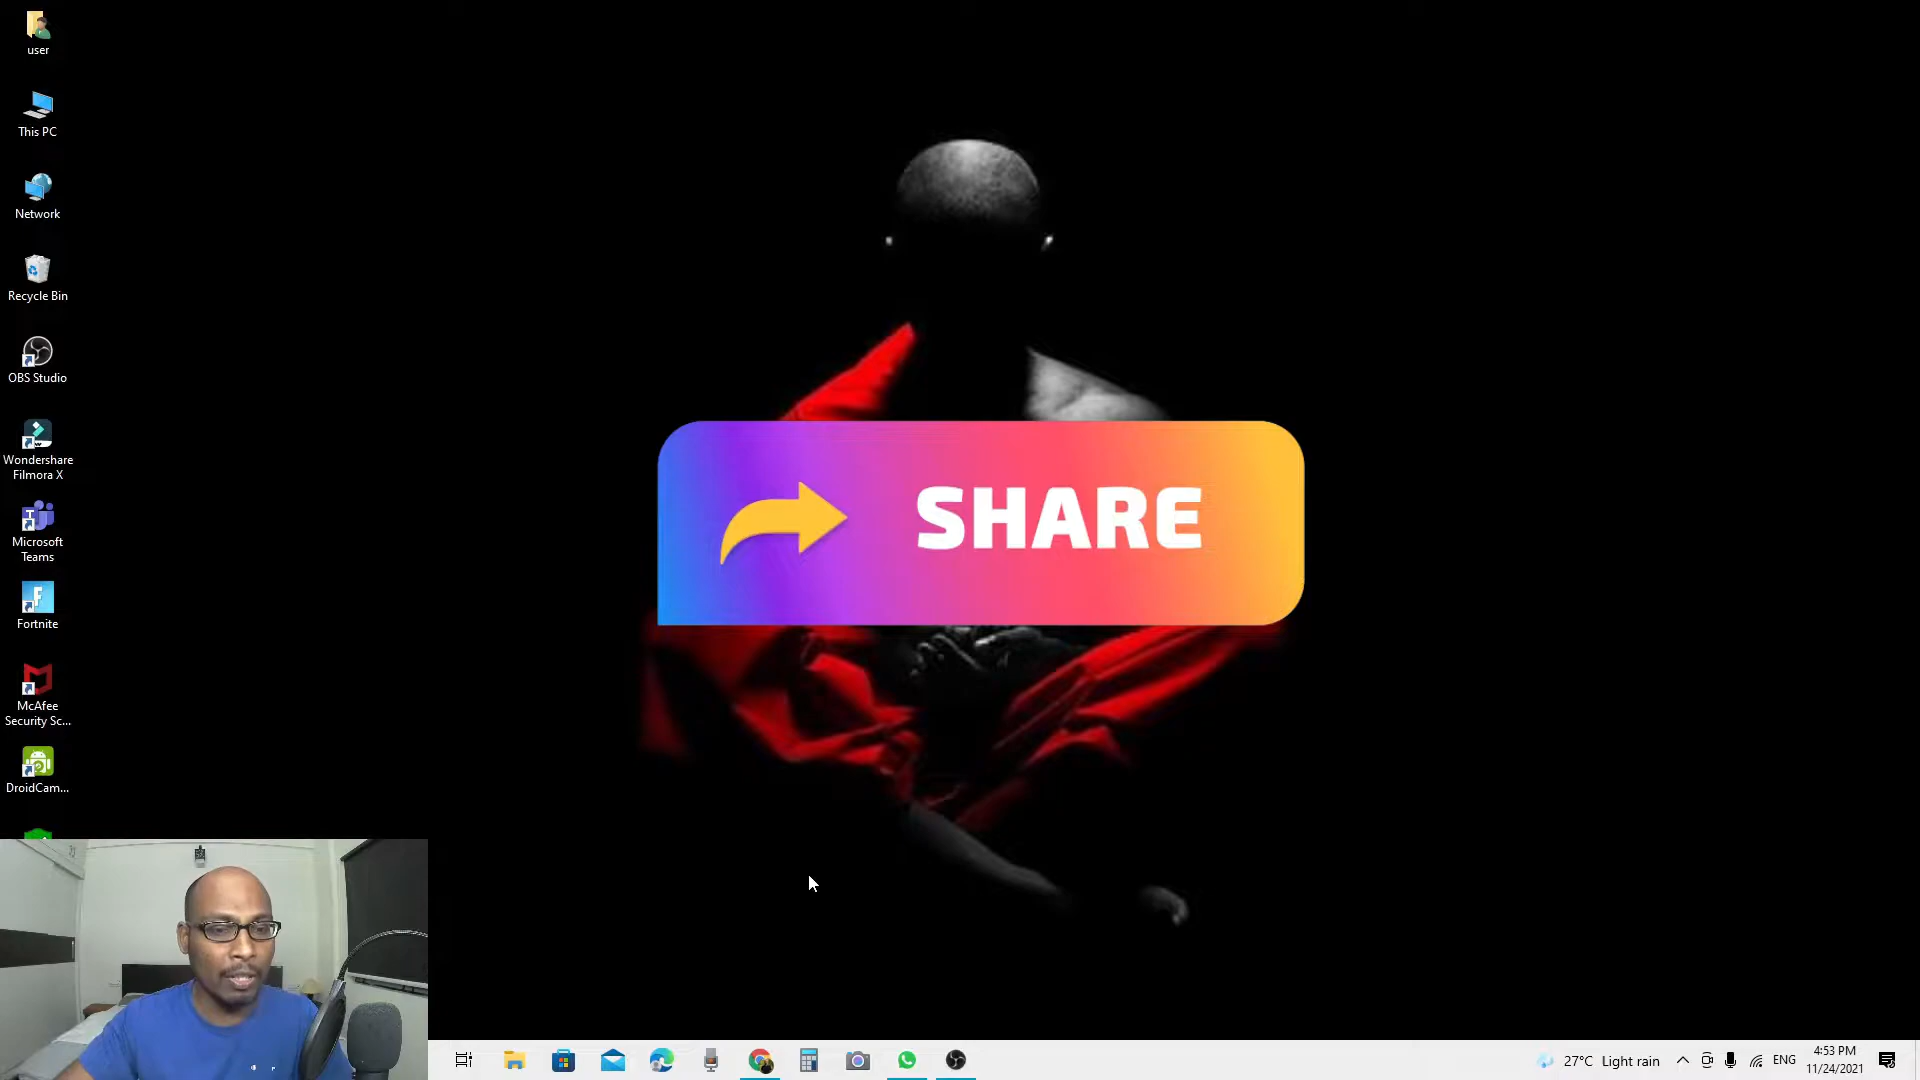 user
This PC
Network
Recycle Bin
OBS Studio
Wondershare
Filmora X
Microsoft
Teams
Fortnite
McAfee
Security Sc...
DroidCam...
SHARE
27°C Light rain
ENG
4:53 PM
11/24/2021